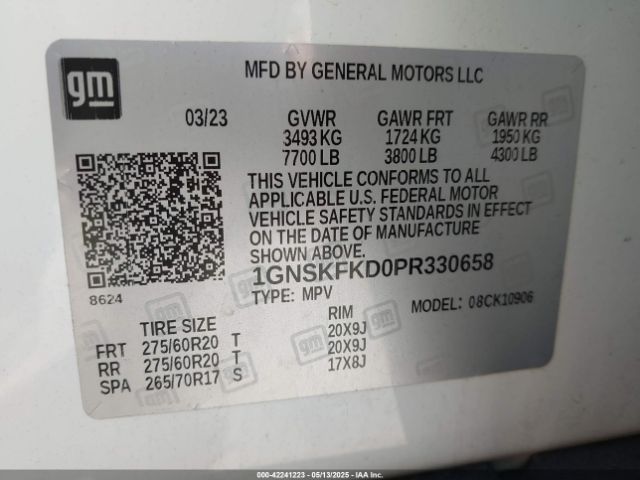 gm
MFD BY GENERAL MOTORS LLC
03/23 GVWR GAWR FRT GAWR RR
3493 KG 1724 KG 1950 KG
7700 LB 3800 LB 4300 LB
THIS VEHICLE CONFORMS TO ALL
APPLICABLE U.S. FEDERAL MOTOR
VEHICLE SAFETY STANDARDS IN EFFECT
ON THE DATE OF MANUFACTURE
SHOWN ABOVE.
1GNSKFKD0PR330658
8624 TYPE: MPV MODEL: 08CK10906
TIRE SIZE RIM
FRT 275/60R20 T 20X9J
RR 275/60R20 T 20X9J
SPA 265/70R17 S 17X8J
000-42241223 - 05/13/2025 - IAAI.COM